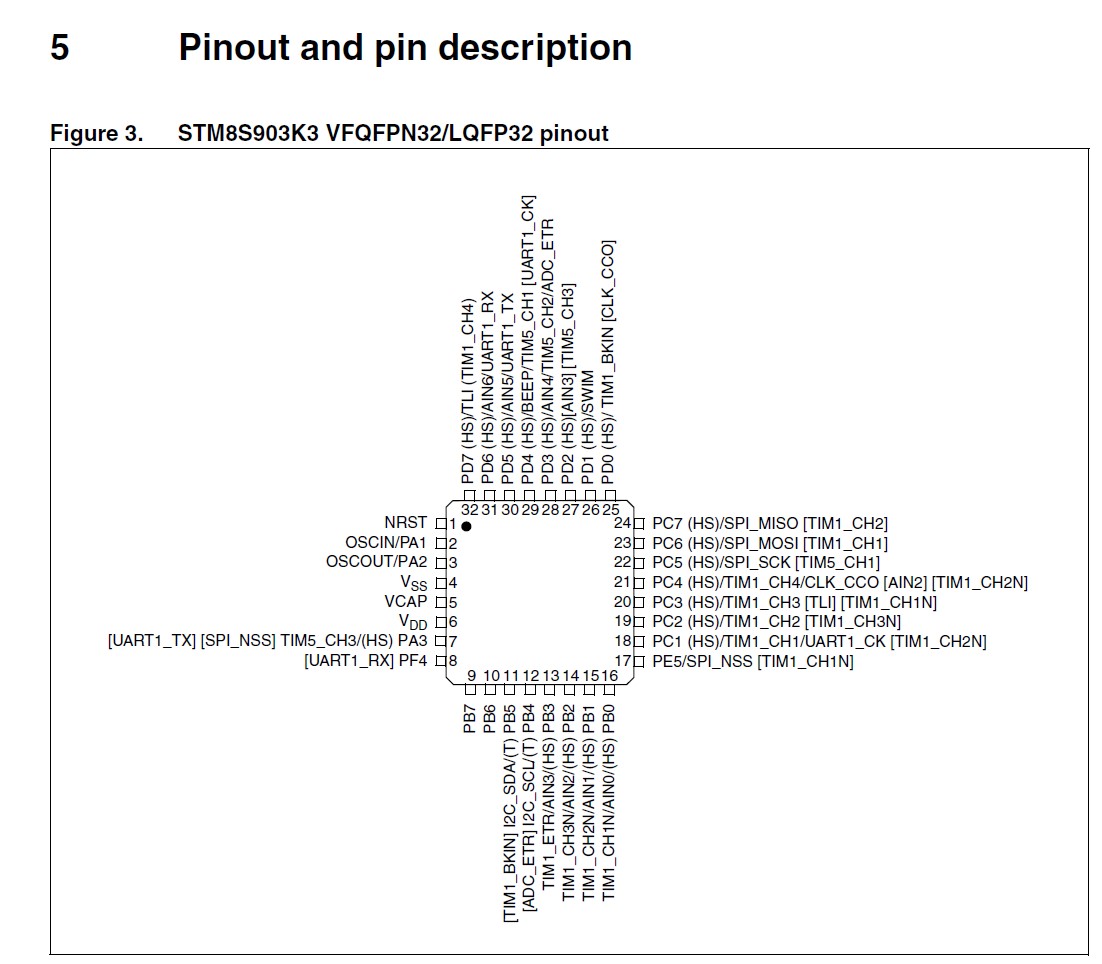 5 Pinout and pin description
Figure 3. STM8S903K3 VFQFPN32/LQFP32 pinout
PD7 (HS)/TLI (TIM1_CH4)
PD6 (HS)/AIN6/UART1_RX
PD5 (HS)/AIN5/UART1_TX
PD4 (HS)/BEEP/TIM5_CH1 [UART1_CK]
PD3 (HS)/AIN4/TIM5_CH2/ADC_ETR
PD2 (HS)[AIN3] [TIM5_CH3]
PD1 (HS)/SWIM
PD0 (HS)/ TIM1_BKIN [CLK_CCO]
32 31 30 29 28 27 26 25
NRST 1
OSCIN/PA1 2
OSCOUT/PA2 3
VSS 4
VCAP 5
VDD 6
[UART1_TX] [SPI_NSS] TIM5_CH3/(HS) PA3 7
[UART1_RX] PF4 8
24 PC7 (HS)/SPI_MISO [TIM1_CH2]
23 PC6 (HS)/SPI_MOSI [TIM1_CH1]
22 PC5 (HS)/SPI_SCK [TIM5_CH1]
21 PC4 (HS)/TIM1_CH4/CLK_CCO [AIN2] [TIM1_CH2N]
20 PC3 (HS)/TIM1_CH3 [TLI] [TIM1_CH1N]
19 PC2 (HS)/TIM1_CH2 [TIM1_CH3N]
18 PC1 (HS)/TIM1_CH1/UART1_CK [TIM1_CH2N]
17 PE5/SPI_NSS [TIM1_CH1N]
9 10 11 12 13 14 15 16
PB7
PB6
[TIM1_BKIN] I2C_SDA/(T) PB5
[ADC_ETR] I2C_SCL/(T) PB4
TIM1_ETR/AIN3/(HS) PB3
TIM1_CH3N/AIN2/(HS) PB2
TIM1_CH2N/AIN1/(HS) PB1
TIM1_CH1N/AIN0/(HS) PB0